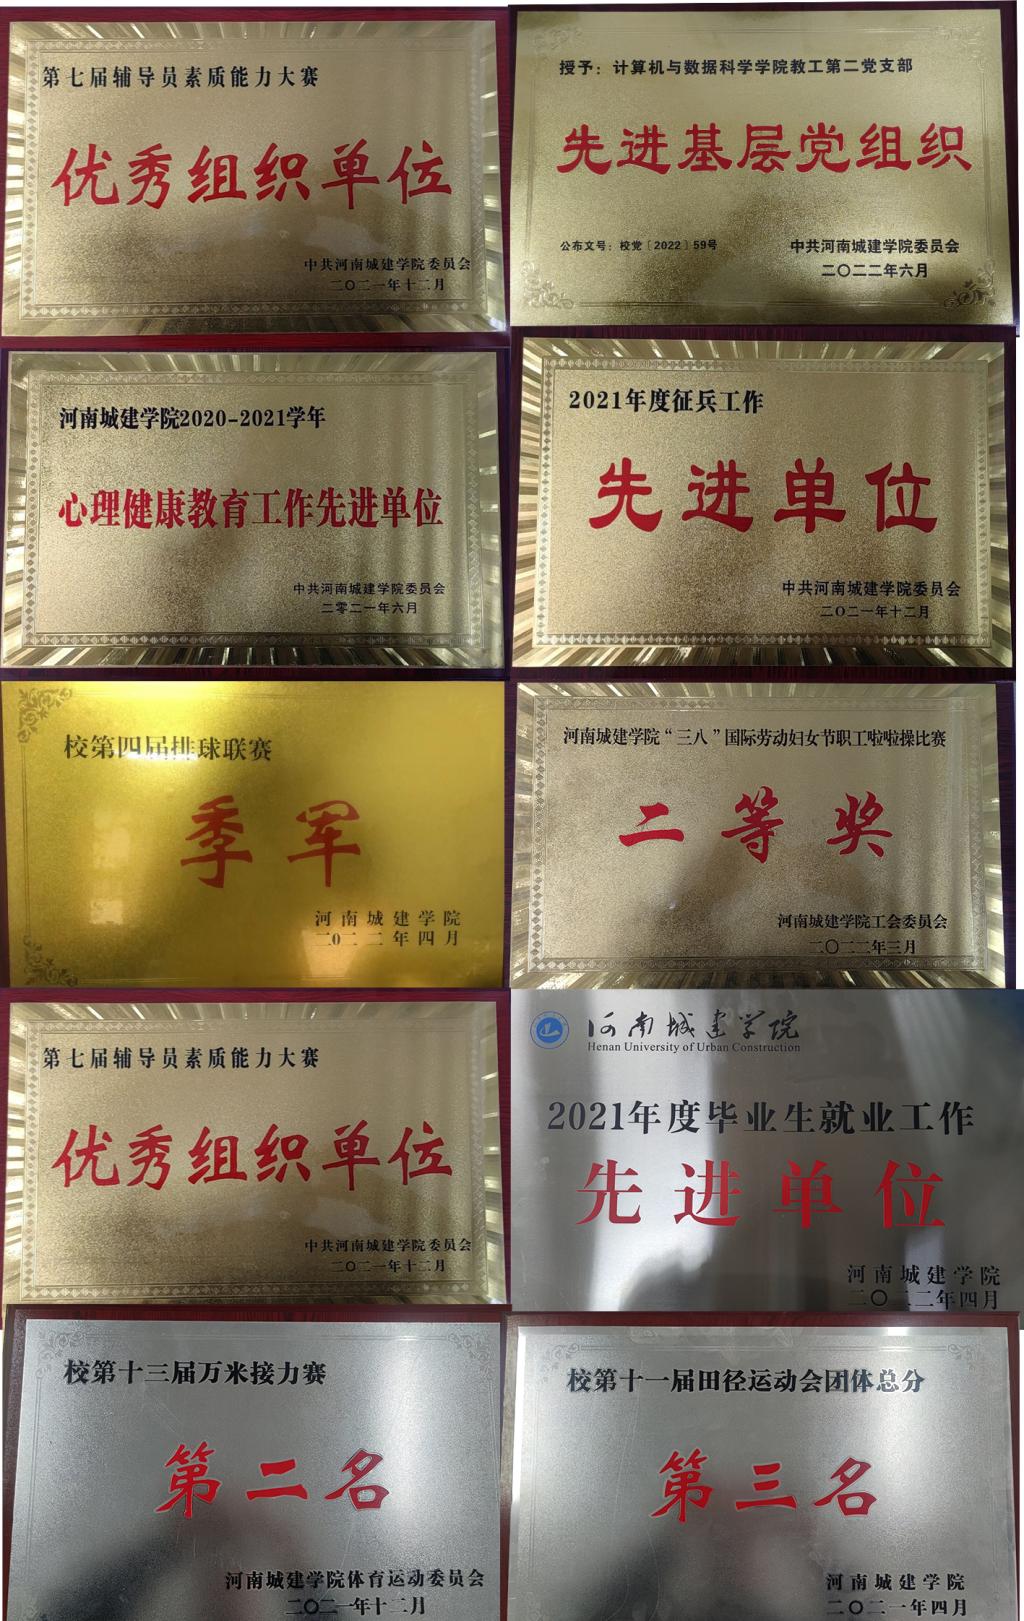 第七届辅导员素质能力大赛
优秀组织单位
中共河南城建学院委员会
二〇二一年十二月
授予：计算机与数据科学学院教工第二党支部
先进基层党组织
公布文号：校党〔2022〕59号
中共河南城建学院委员会
二〇二二年六月
河南城建学院2020-2021学年
心理健康教育工作先进单位
中共河南城建学院委员会
二零二一年六月
2021年度征兵工作
先进单位
中共河南城建学院委员会
二〇二一年十二月
校第四届排球联赛
季军
河南城建学院
二0二二年四月
河南城建学院“三八”国际劳动妇女节职工啦啦操比赛
二等奖
河南城建学院工会委员会
二〇二二年三月
第七届辅导员素质能力大赛
优秀组织单位
中共河南城建学院委员会
二〇二一年十二月
河南城建学院
Henan University of Urban Construction
2021年度毕业生就业工作
先进单位
河南城建学院
二〇二二年四月
校第十三届万米接力赛
第二名
河南城建学院体育运动委员会
二〇二一年十二月
校第十一届田径运动会团体总分
第三名
河南城建学院
二〇二一年四月